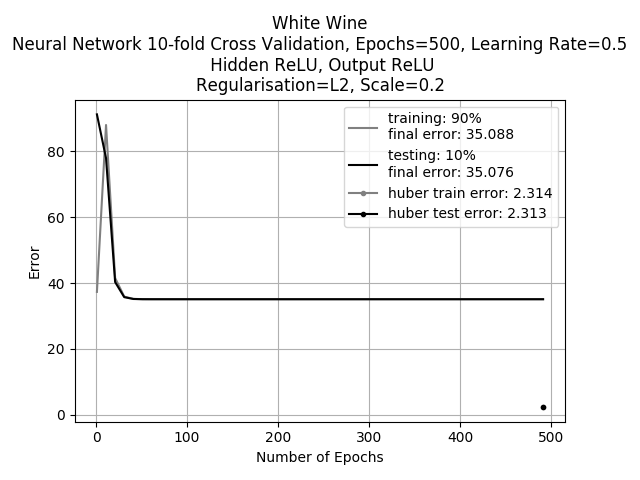 White Wine
Neural Network 10-fold Cross Validation, Epochs=500, Learning Rate=0.5
Hidden ReLU, Output ReLU
Regularisation=L2, Scale=0.2
training: 90%
final error: 35.088
testing: 10%
final error: 35.076
huber train error: 2.314
huber test error: 2.313
Error
80
60
40
20
0
0 100 200 300 400 500
Number of Epochs